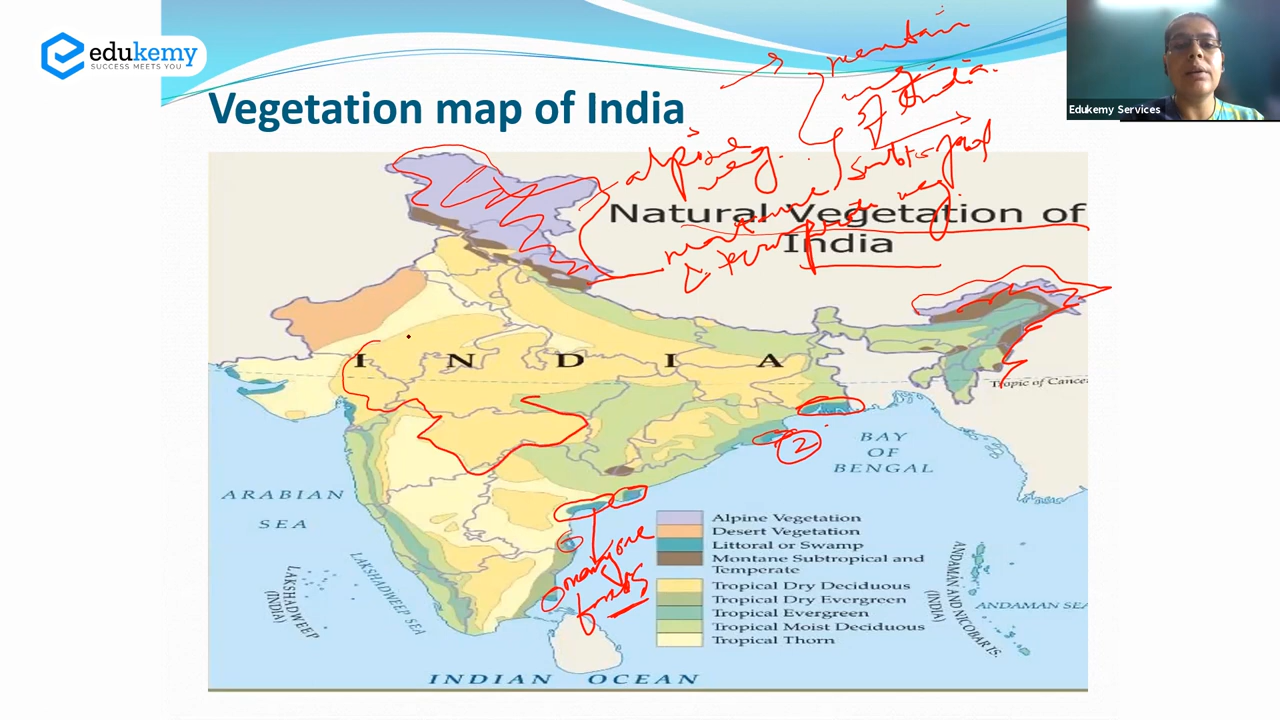 edukemy
SUCCESS MEETS YOU
Edukemy Services
Vegetation map of India
mountain
veg.
of India.
Alpine
veg.
subtropical
montane
& temperate veg.
Natural Vegetation of
India
I N D I A
Tropic of Cancer
2
BAY
OF
BENGAL
ARABIAN
SEA
LAKSHADWEEP
(INDIA)
LAKSHADWEEP SEA
mangrove
forests
Alpine Vegetation
Desert Vegetation
Littoral or Swamp
Montane Subtropical and
Temperate
Tropical Dry Deciduous
Tropical Dry Evergreen
Tropical Evergreen
Tropical Moist Deciduous
Tropical Thorn
ANDAMAN AND NICOBAR IS.
(INDIA)
ANDAMAN SEA
INDIAN OCEAN